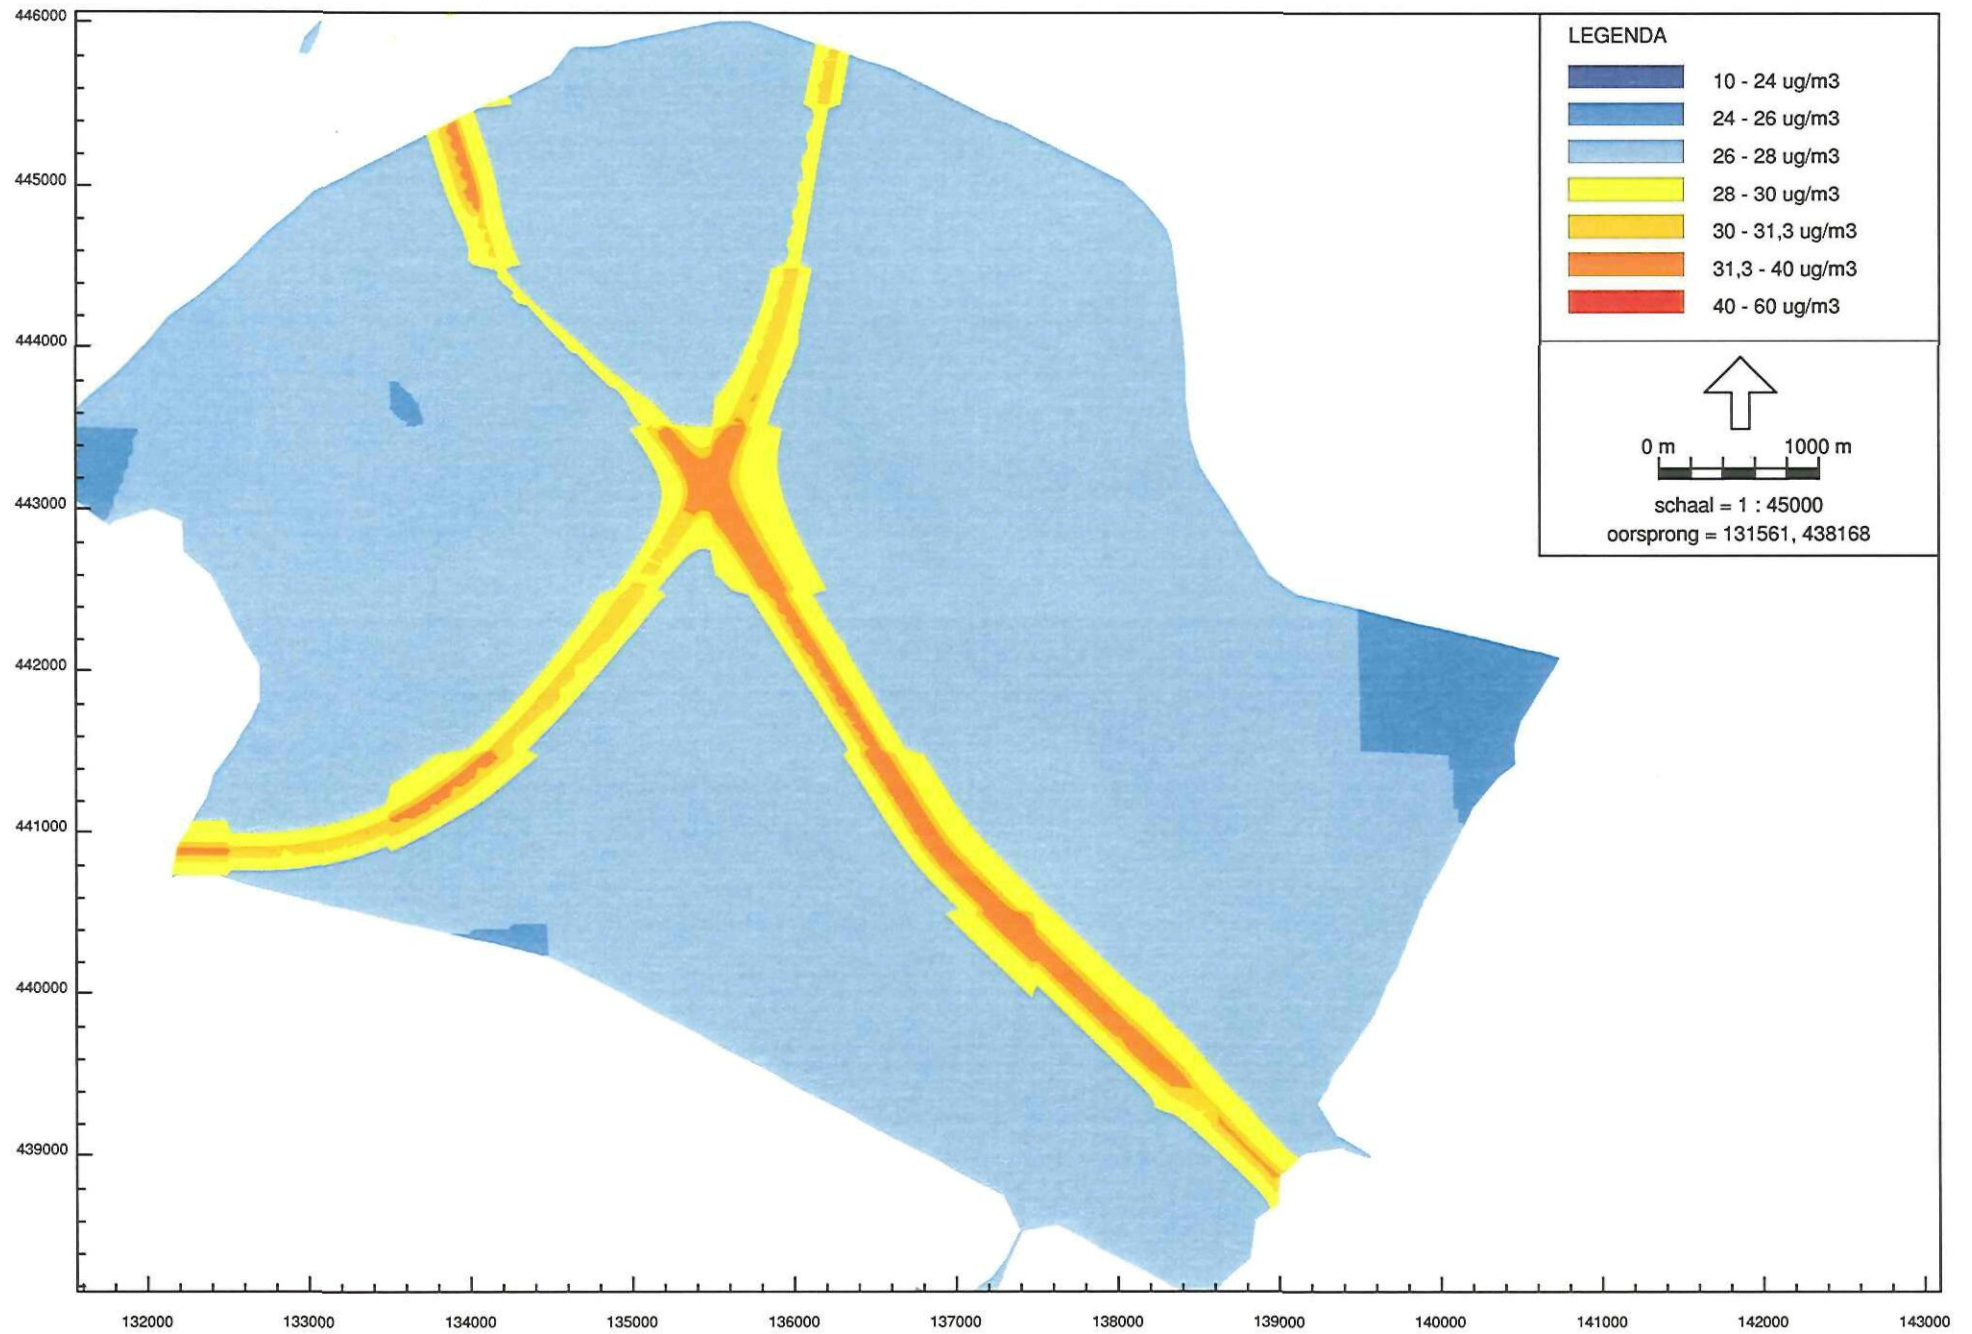 446000
445000
444000
443000
442000
441000
440000
439000
132000 133000 134000 135000 136000 137000 138000 139000 140000 141000 142000 143000
LEGENDA
10 - 24 ug/m3
24 - 26 ug/m3
26 - 28 ug/m3
28 - 30 ug/m3
30 - 31,3 ug/m3
31,3 - 40 ug/m3
40 - 60 ug/m3
0 m 1000 m
schaal = 1 : 45000
oorsprong = 131561, 438168